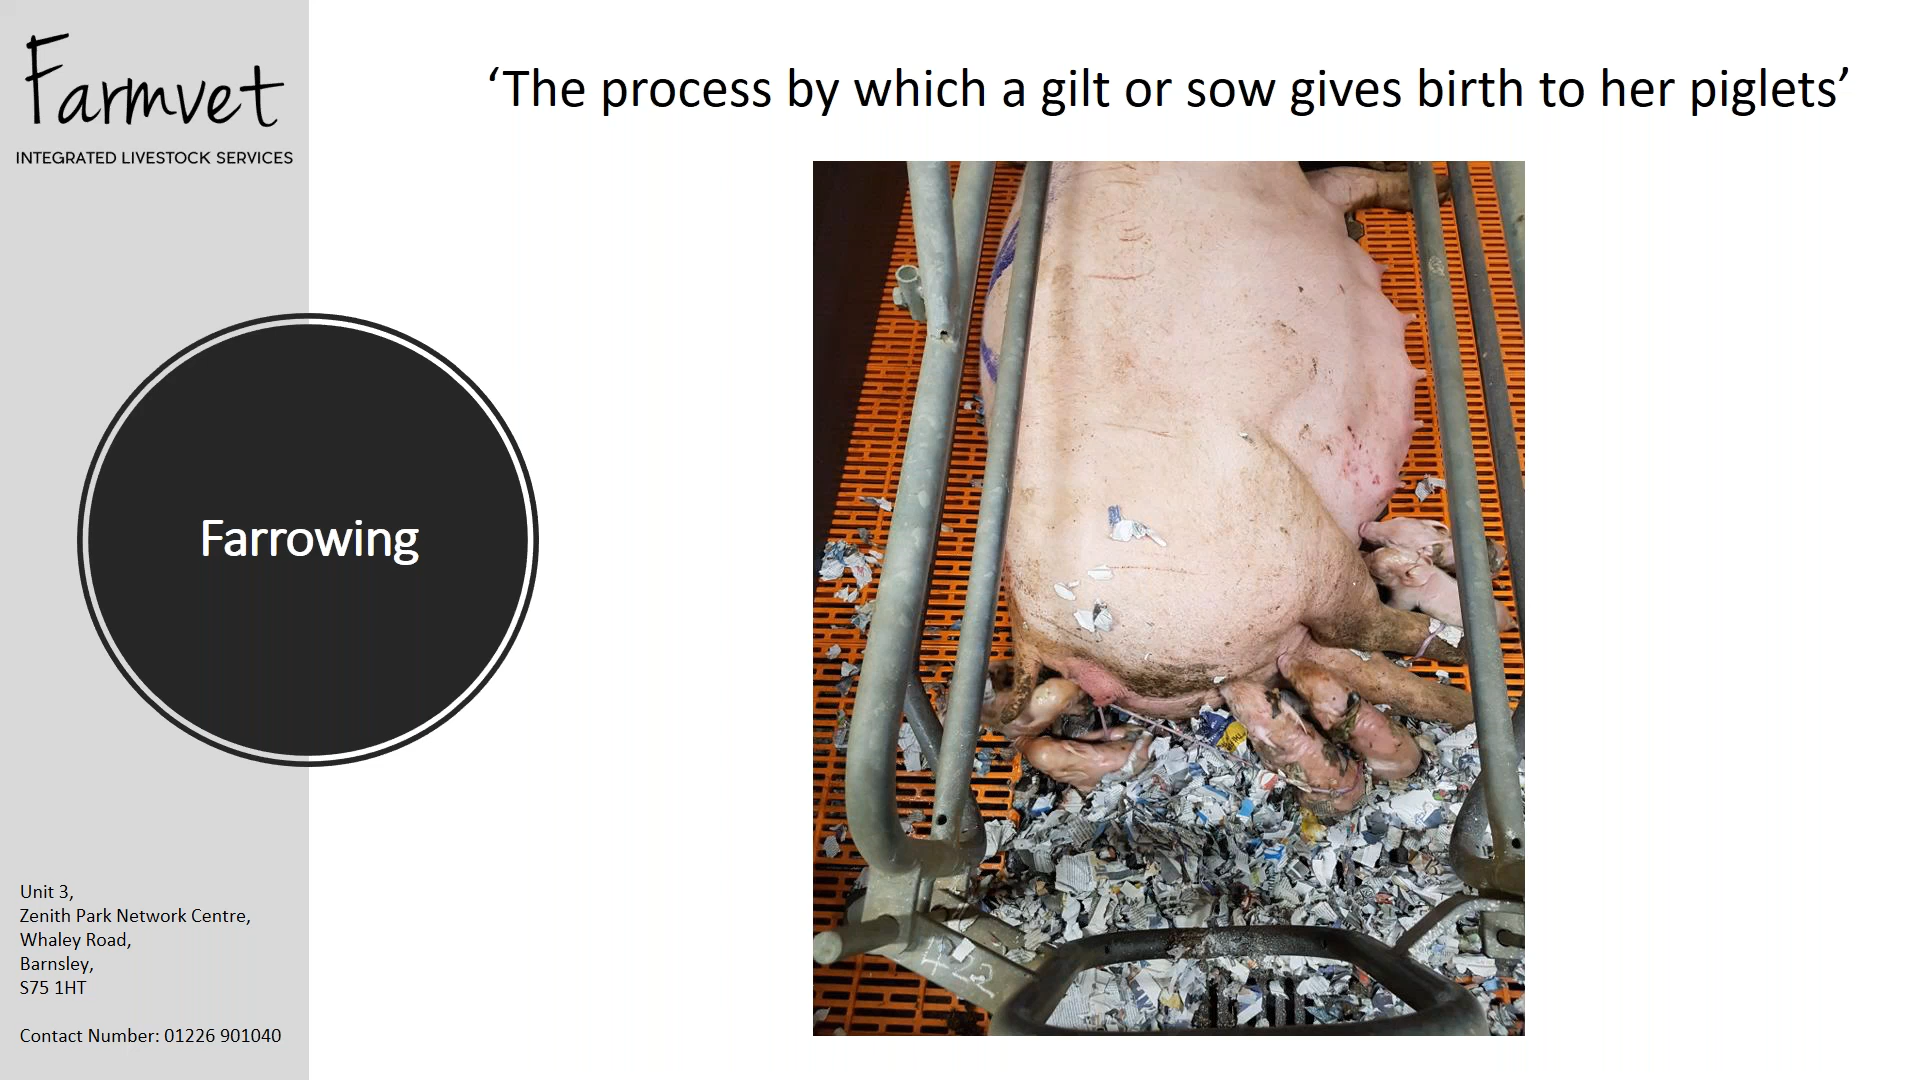 Farmvet
INTEGRATED LIVESTOCK SERVICES
‘The process by which a gilt or sow gives birth to her piglets’
Farrowing
Unit 3,
Zenith Park Network Centre,
Whaley Road,
Barnsley,
S75 1HT
Contact Number: 01226 901040